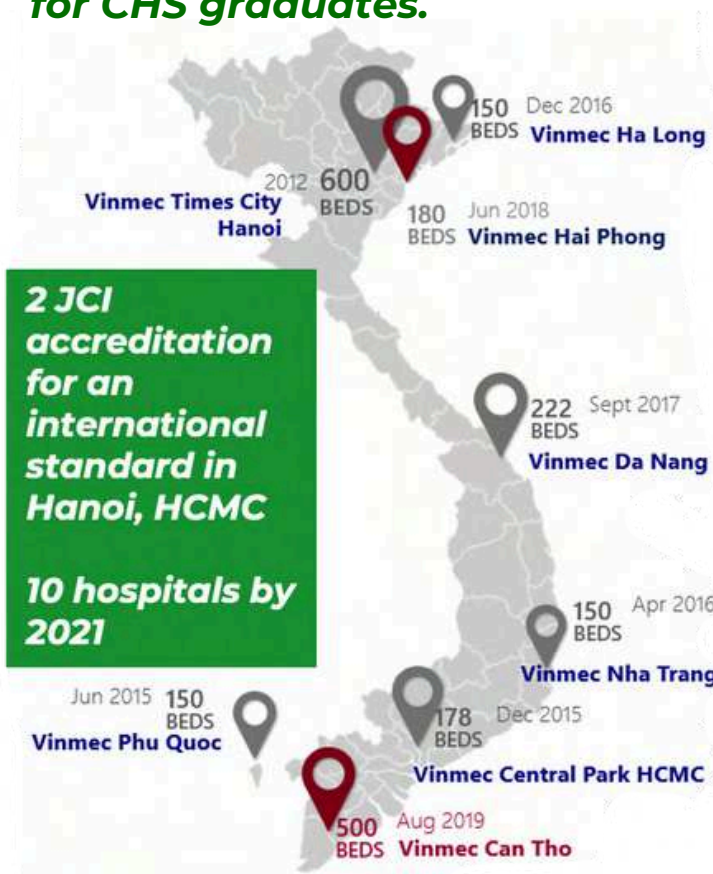 for CHS graduates.
150 Dec 2016
BEDS Vinmec Ha Long
2012 600
BEDS
Vinmec Times City
Hanoi
180 Jun 2018
BEDS Vinmec Hai Phong
2 JCI
accreditation
for an
international
standard in
Hanoi, HCMC
10 hospitals by
2021
222 Sept 2017
BEDS
Vinmec Da Nang
150 Apr 2016
BEDS
Vinmec Nha Trang
Jun 2015 150
BEDS
Vinmec Phu Quoc
178 Dec 2015
BEDS
Vinmec Central Park HCMC
500 Aug 2019
BEDS Vinmec Can Tho